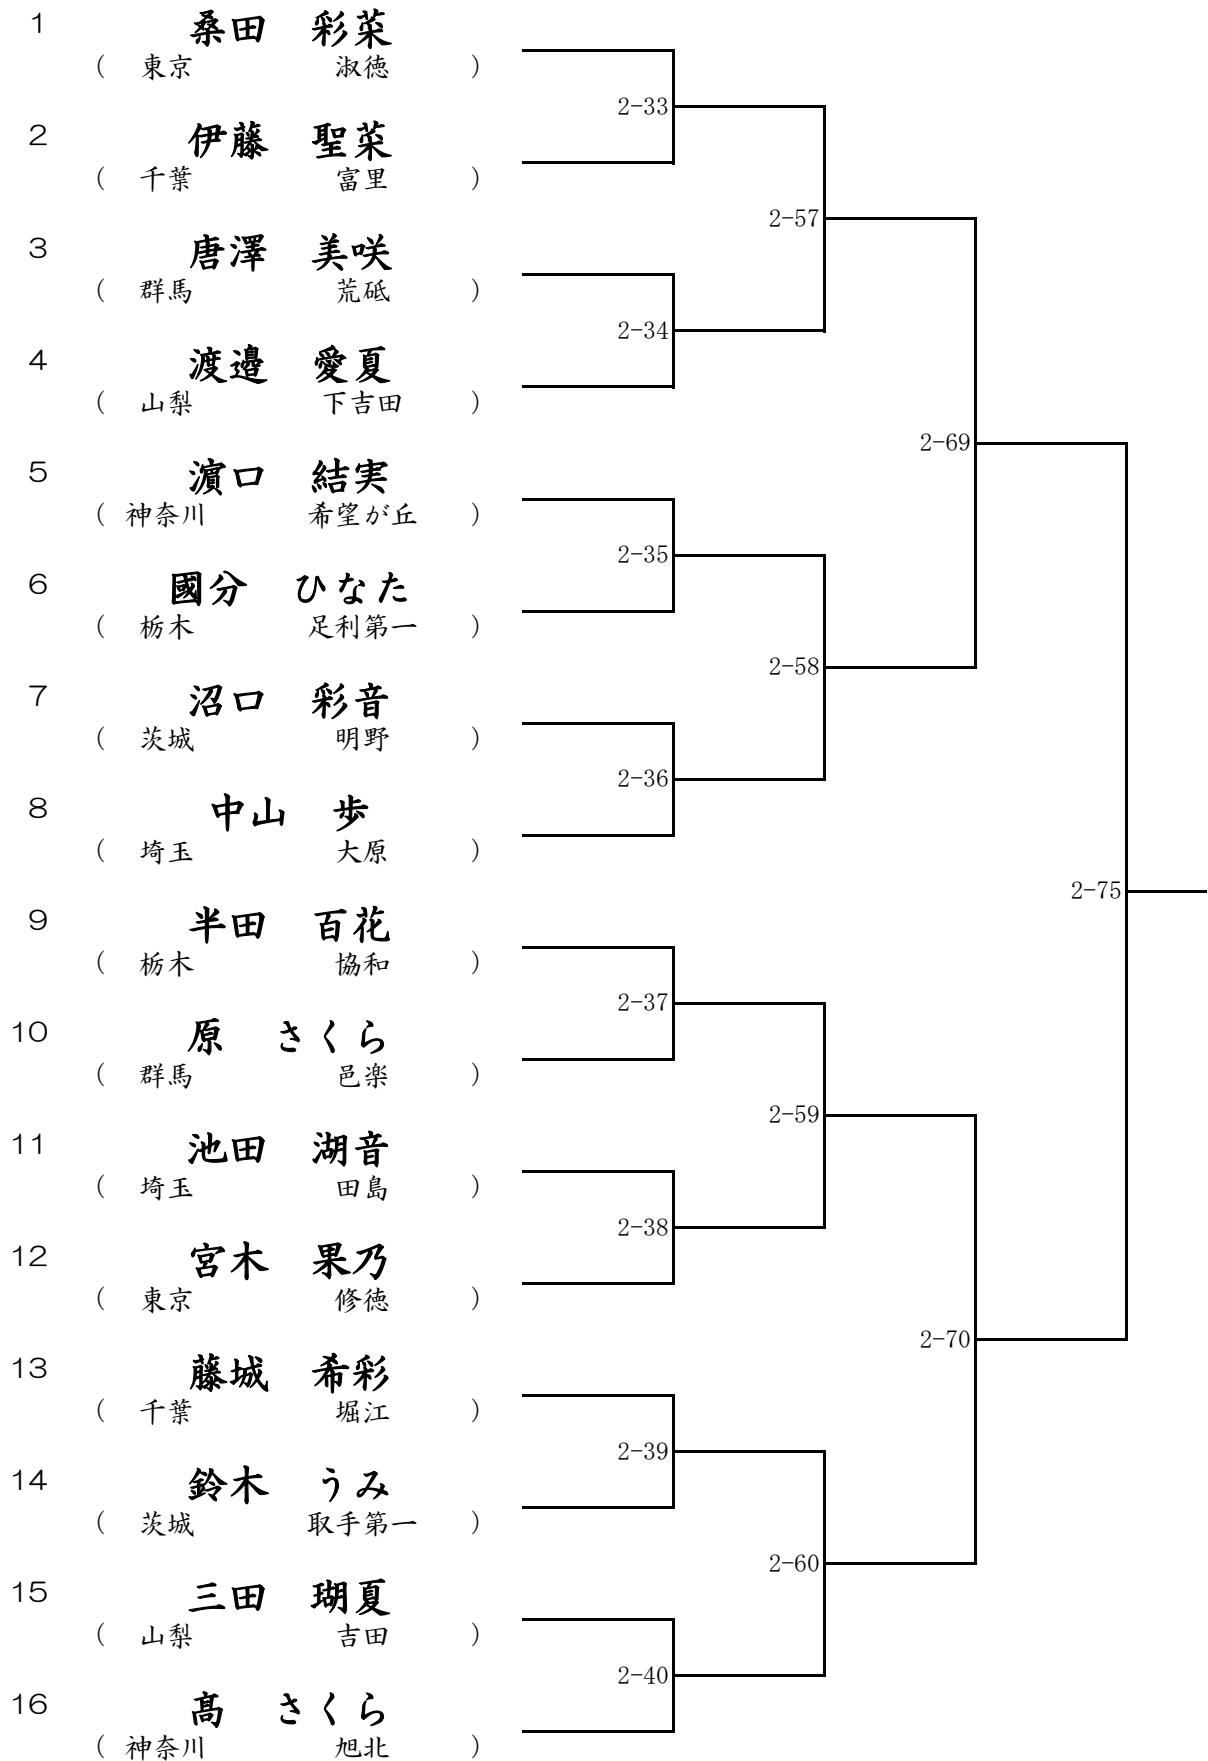 1 桑田 彩菜
( 東京 淑徳 )
2-33
2 伊藤 聖菜
( 千葉 富里 )
2-57
3 唐澤 美咲
( 群馬 荒砥 )
2-34
4 渡邉 愛夏
( 山梨 下吉田 )
2-69
5 濵口 結実
( 神奈川 希望が丘 )
2-35
6 國分 ひなた
( 栃木 足利第一 )
2-58
7 沼口 彩音
( 茨城 明野 )
2-36
8 中山 歩
( 埼玉 大原 )
2-75
9 半田 百花
( 栃木 協和 )
2-37
10 原 さくら
( 群馬 邑楽 )
2-59
11 池田 湖音
( 埼玉 田島 )
2-38
12 宮木 果乃
( 東京 修徳 )
2-70
13 藤城 希彩
( 千葉 堀江 )
2-39
14 鈴木 うみ
( 茨城 取手第一 )
2-60
15 三田 瑚夏
( 山梨 吉田 )
2-40
16 髙 さくら
( 神奈川 旭北 )